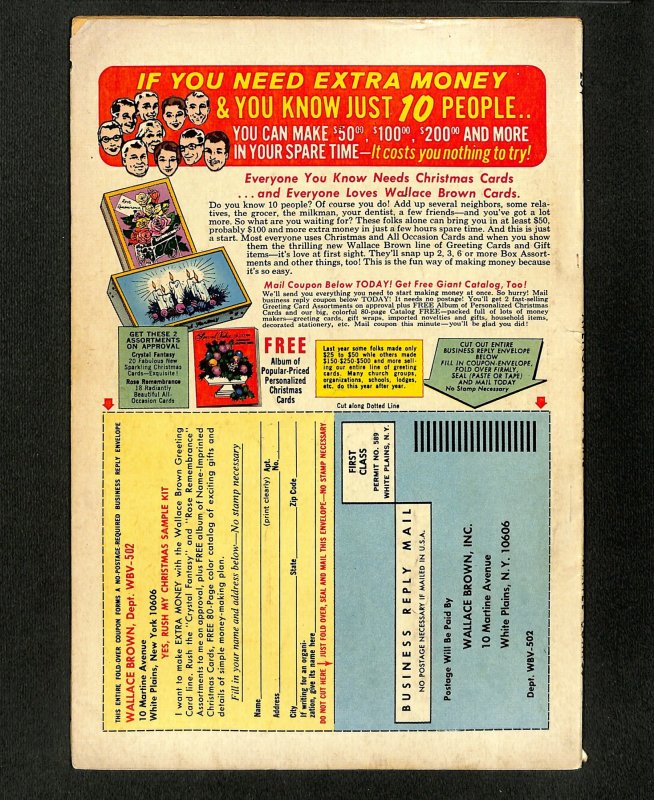 IF YOU NEED EXTRA MONEY
& YOU KNOW JUST 10 PEOPLE..
YOU CAN MAKE $50⁰⁰, $100⁰⁰, $200⁰⁰ AND MORE
IN YOUR SPARE TIME—It costs you nothing to try!
Everyone You Know Needs Christmas Cards
. . . and Everyone Loves Wallace Brown Cards.
Do you know 10 people? Of course you do! Add up several neighbors, some rela-
tives, the grocer, the milkman, your dentist, a few friends—and you've got a lot
more. So what are you waiting for? These folks alone can bring you in at least $50,
probably $100 and more extra money in just a few hours spare time. And this is just
a start. Most everyone uses Christmas and All Occasion Cards and when you show
them the thrilling new Wallace Brown line of Greeting Cards and Gift
items—it's love at first sight. They'll snap up 2, 3, 6 or more Box Assort-
ments and other things, too! This is the fun way of making money because
it's so easy.
Mail Coupon Below TODAY! Get Free Giant Catalog, Too!
We'll send you everything you need to start making money at once. So hurry! Mail
business reply coupon below TODAY! It needs no postage! You'll get 2 fast-selling
Greeting Card Assortments on approval plus FREE Album of Personalized Christmas
Cards and our big, colorful 80-page Catalog FREE—packed full of lots of money
makers—greeting cards, gift wraps, imported novelties and gifts, household items,
decorated stationery, etc. Mail coupon this minute—you'll be glad you did!
GET THESE 2
ASSORTMENTS
ON APPROVAL
Crystal Fantasy
20 Fabulous New
Sparkling Christmas
Cards—Exquisite!
Rose Remembrance
18 Radiantly
Beautiful All-
Occasion Cards
FREE
Album of
Popular-Priced
Personalized
Christmas
Cards
Last year some folks made only
$25 to $50 while others made
$150-$250-$500 and more sell-
ing our entire line of greeting
cards. Many church groups,
organizations, schools, lodges,
etc. do this year after year.
CUT OUT ENTIRE
BUSINESS REPLY ENVELOPE
BELOW
FILL IN COUPON-ENVELOPE,
FOLD OVER FIRMLY,
SEAL (PASTE OR TAPE)
AND MAIL TODAY
No Stamp Necessary
Cut along Dotted Line
THIS ENTIRE FOLD-OVER COUPON FORMS A NO-POSTAGE-REQUIRED BUSINESS REPLY ENVELOPE
WALLACE BROWN, Dept. WBV-502
10 Martine Avenue
White Plains, New York 10606
YES, RUSH MY CHRISTMAS SAMPLE KIT
I want to make EXTRA MONEY with the Wallace Brown Greeting
Card line. Rush the "Crystal Fantasy" and "Rose Remembrance"
Assortments to me on approval, plus FREE album of Name-Imprinted
Christmas Cards, FREE 80-Page color catalog of exciting gifts and
details of simple money-making plan.
Fill in your name and address below—No stamp necessary
Name
(print clearly)
Address
Apt.
No.
City
State
Zip Code
If writing for an organi-
zation, give its name here
DO NOT CUT HERE JUST FOLD OVER, SEAL AND MAIL THIS ENVELOPE—NO STAMP NECESSARY
FIRST
CLASS
PERMIT NO. 589
WHITE PLAINS, N.Y.
BUSINESS REPLY MAIL
NO POSTAGE NECESSARY IF MAILED IN U.S.A.
Postage Will Be Paid By
WALLACE BROWN, INC.
10 Martine Avenue
White Plains, N.Y. 10606
Dept. WBV-502